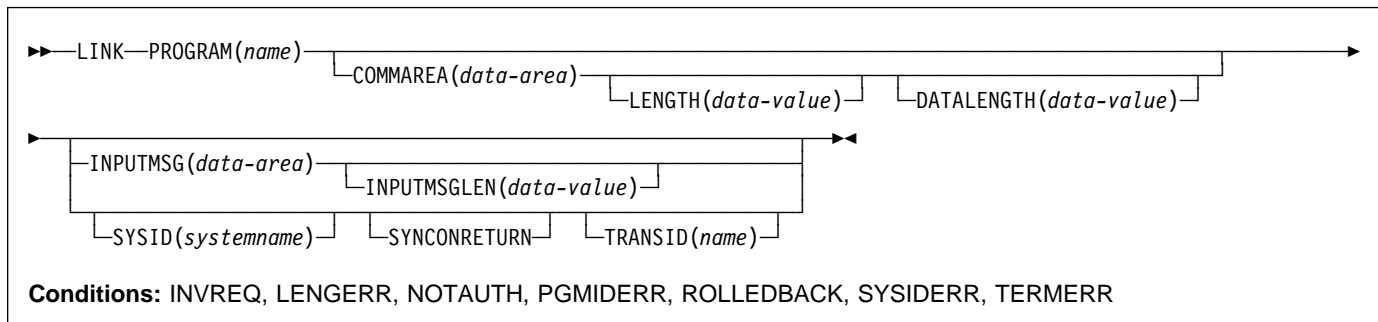 LINK PROGRAM(name)
COMMAREA(data-area)
LENGTH(data-value) DATALENGTH(data-value)
INPUTMSG(data-area)
INPUTMSGLEN(data-value)
SYSID(systemname) SYNCONRETURN TRANSID(name)
Conditions: INVREQ, LENGERR, NOTAUTH, PGMIDERR, ROLLEDBACK, SYSIDERR, TERMERR